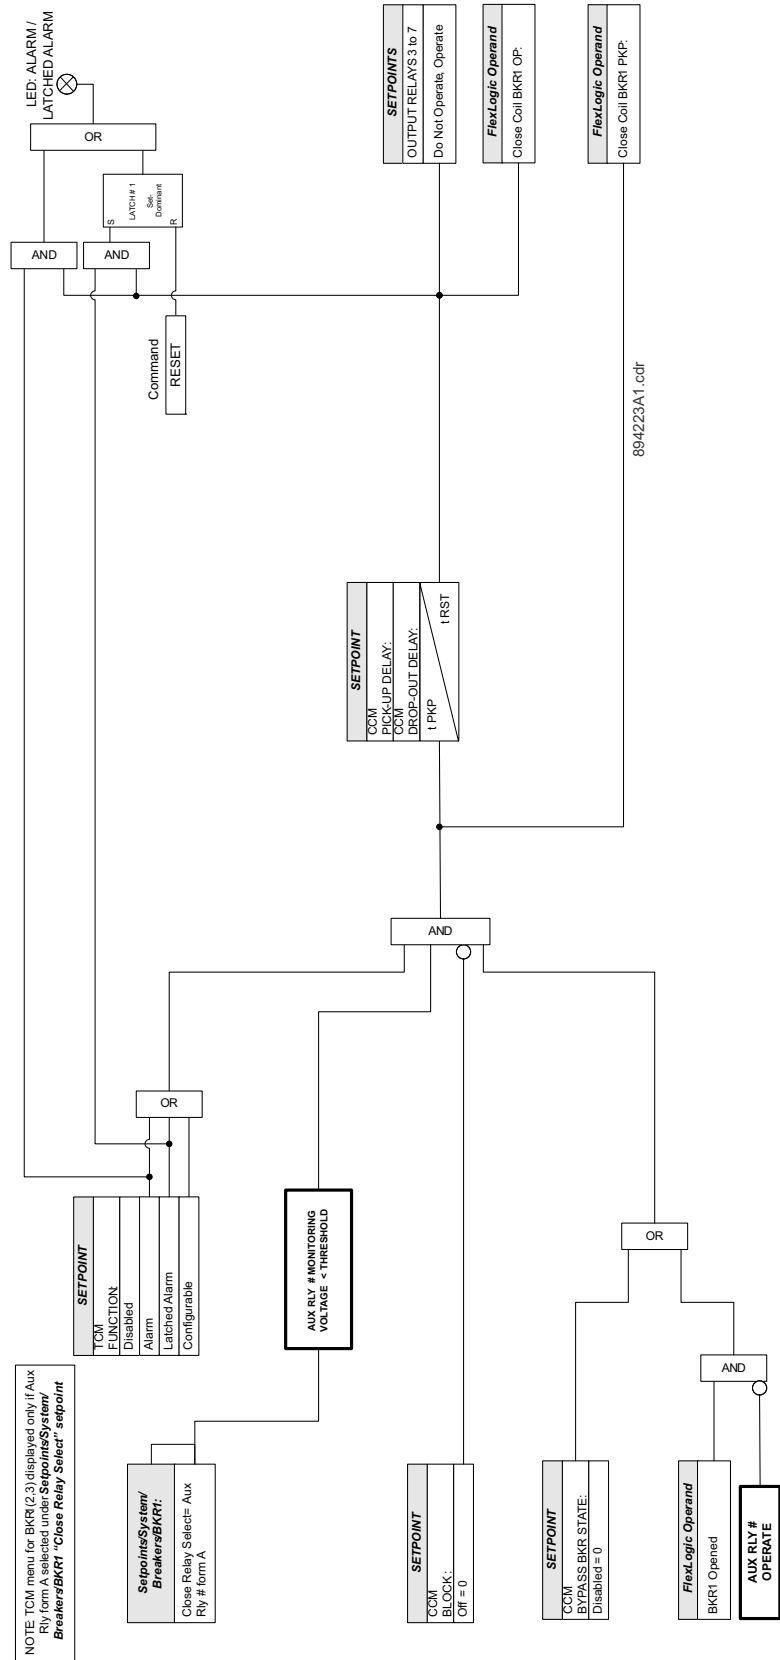 NOTE: TCM menu for BKR1(2,3) displayed only if Aux
Rly form A selected under Setpoints/System/
Breakers/BKR1 "Close Relay Select" setpoint
SETPOINT
TCM
FUNCTION:
Disabled
Alarm
Latched Alarm
Configurable
Setpoints/System/
Breakers/BKR1:
Close Relay Select= Aux
Rly # form A
SETPOINT
CCM
BLOCK:
Off = 0
SETPOINT
CCM
BYPASS BKR STATE:
Disabled = 0
FlexLogic Operand
BKR1 Opened
AUX RLY #
OPERATE
AUX RLY # MONITORING
VOLTAGE < THRESHOLD
OR
AND
OR
AND
SETPOINT
CCM
PICK-UP DELAY:
CCM
DROP-OUT DELAY:
t PKP
t RST
Command
RESET
AND
AND
S
LATCH # 1
Set-
Dominant
R
OR
LED: ALARM /
LATCHED ALARM
SETPOINTS
OUTPUT RELAYS 3 to 7
Do Not Operate, Operate
FlexLogic Operand
Close Coil BKR1 OP:
FlexLogic Operand
Close Coil BKR1 PKP:
894223A1.cdr